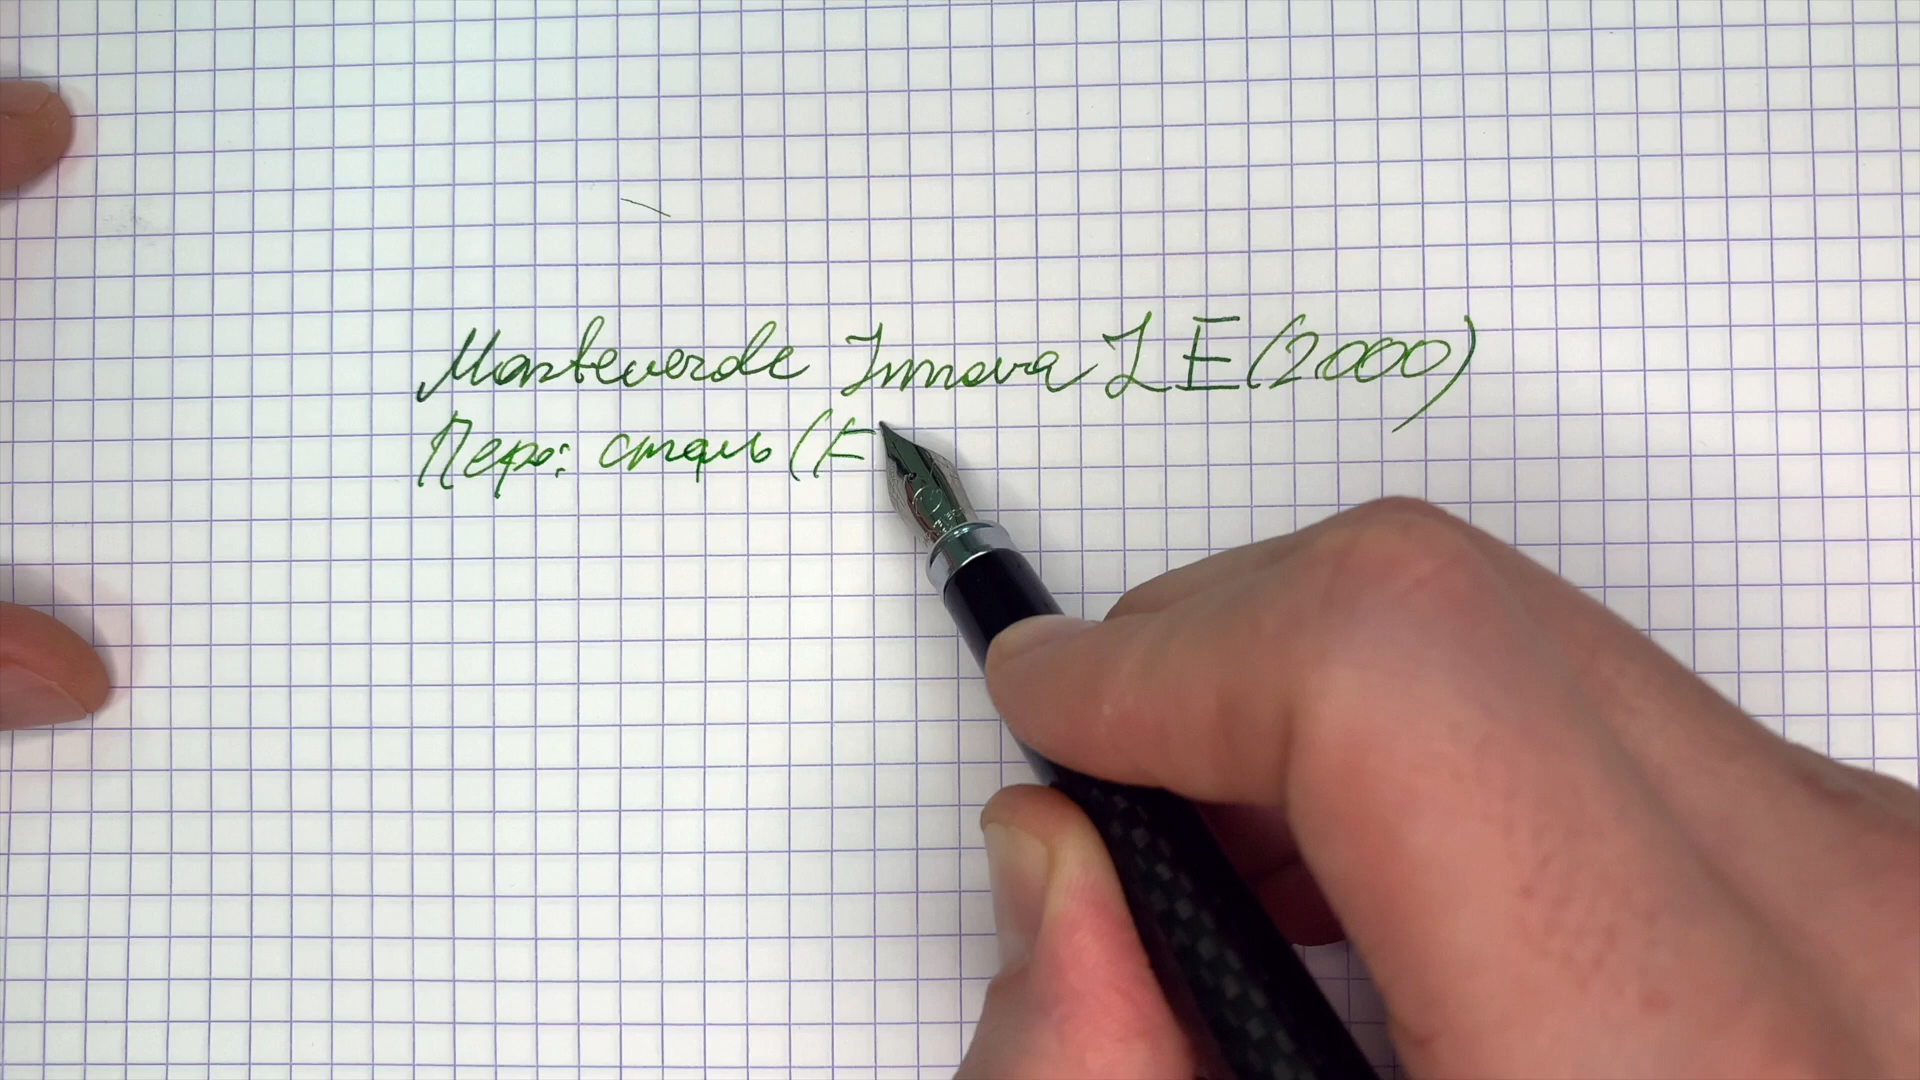 Monteverde Innova LE (2000)
Перо: сталь (F